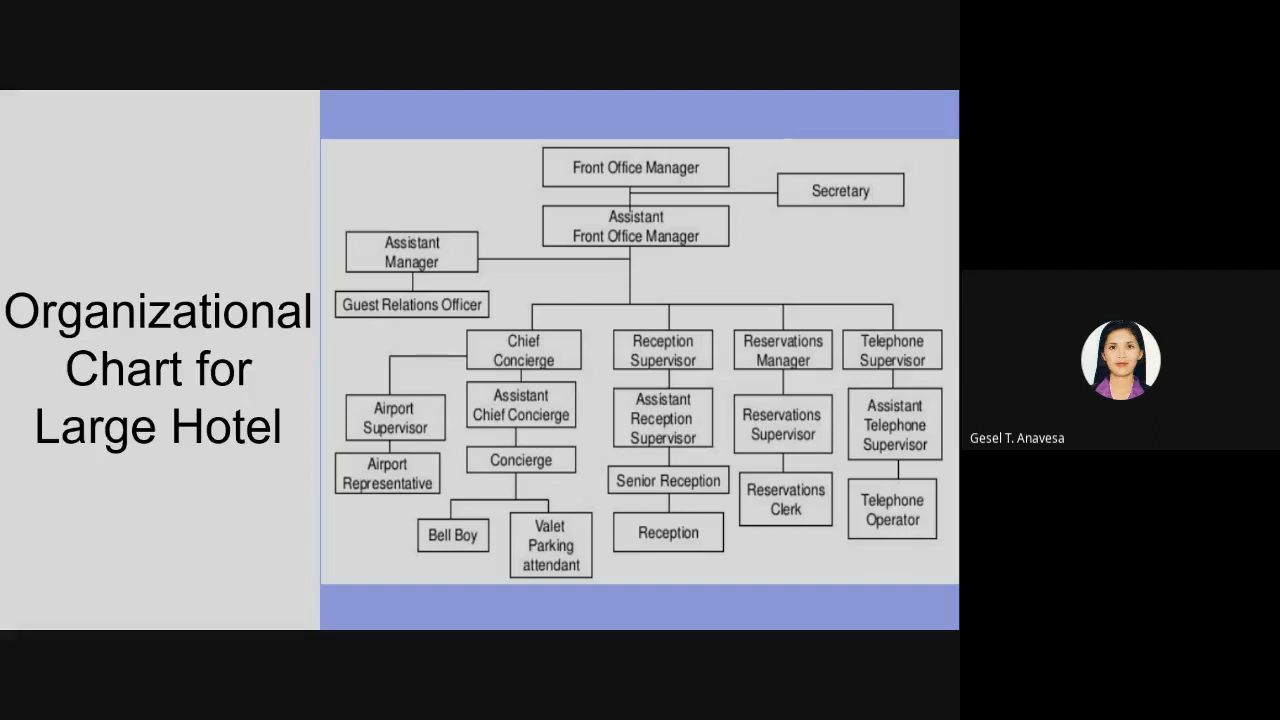 Organizational
Chart for
Large Hotel
Front Office Manager
Secretary
Assistant
Front Office Manager
Assistant
Manager
Guest Relations Officer
Chief
Concierge
Reception
Supervisor
Reservations
Manager
Telephone
Supervisor
Airport
Supervisor
Assistant
Chief Concierge
Assistant
Reception
Supervisor
Reservations
Supervisor
Assistant
Telephone
Supervisor
Airport
Representative
Concierge
Senior Reception
Reservations
Clerk
Telephone
Operator
Bell Boy
Valet
Parking
attendant
Reception
Gesel T. Anavesa